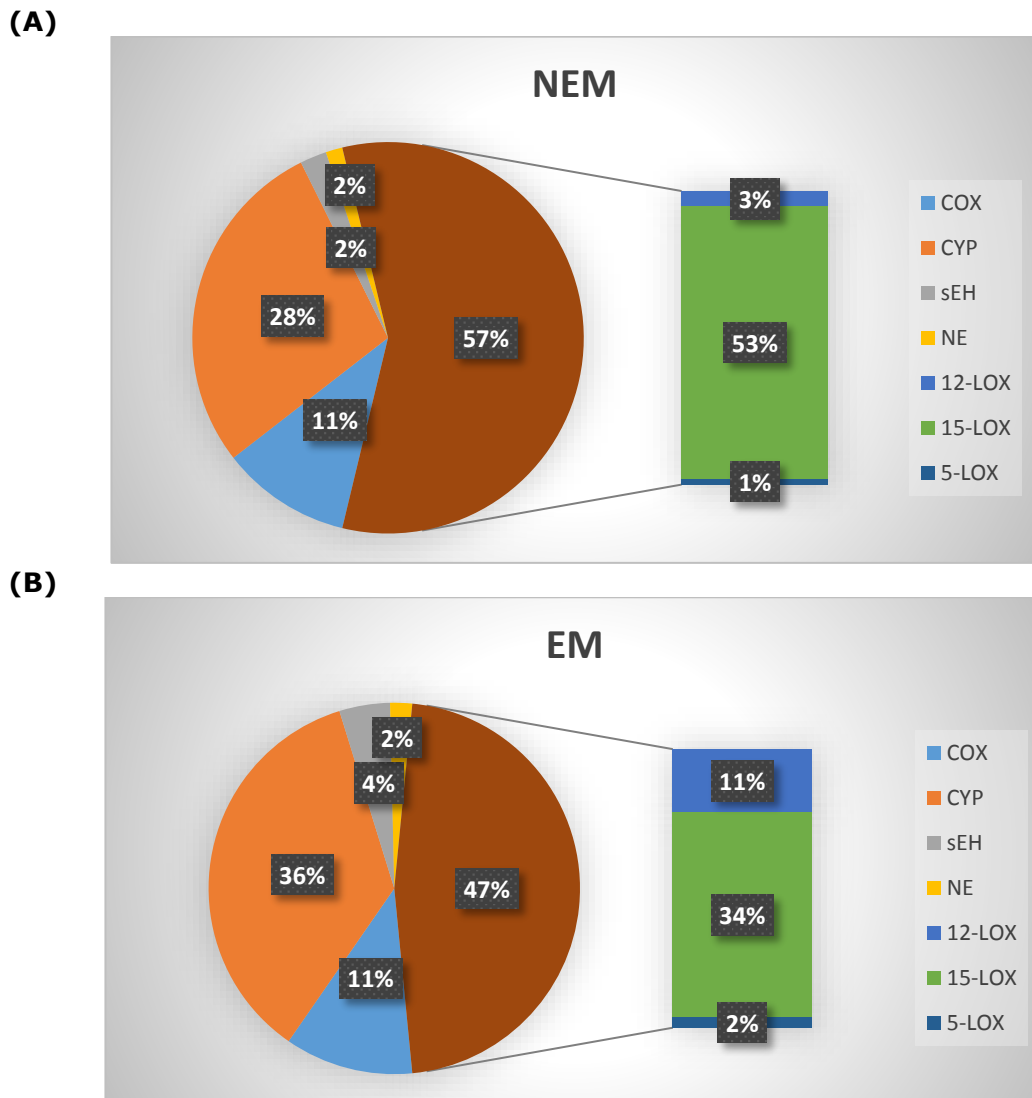 (A)
NEM
2%
2%
28%
57%
11%
3%
53%
1%
COX
CYP
sEH
NE
12-LOX
15-LOX
5-LOX
(B)
EM
2%
4%
36%
47%
11%
11%
34%
2%
COX
CYP
sEH
NE
12-LOX
15-LOX
5-LOX